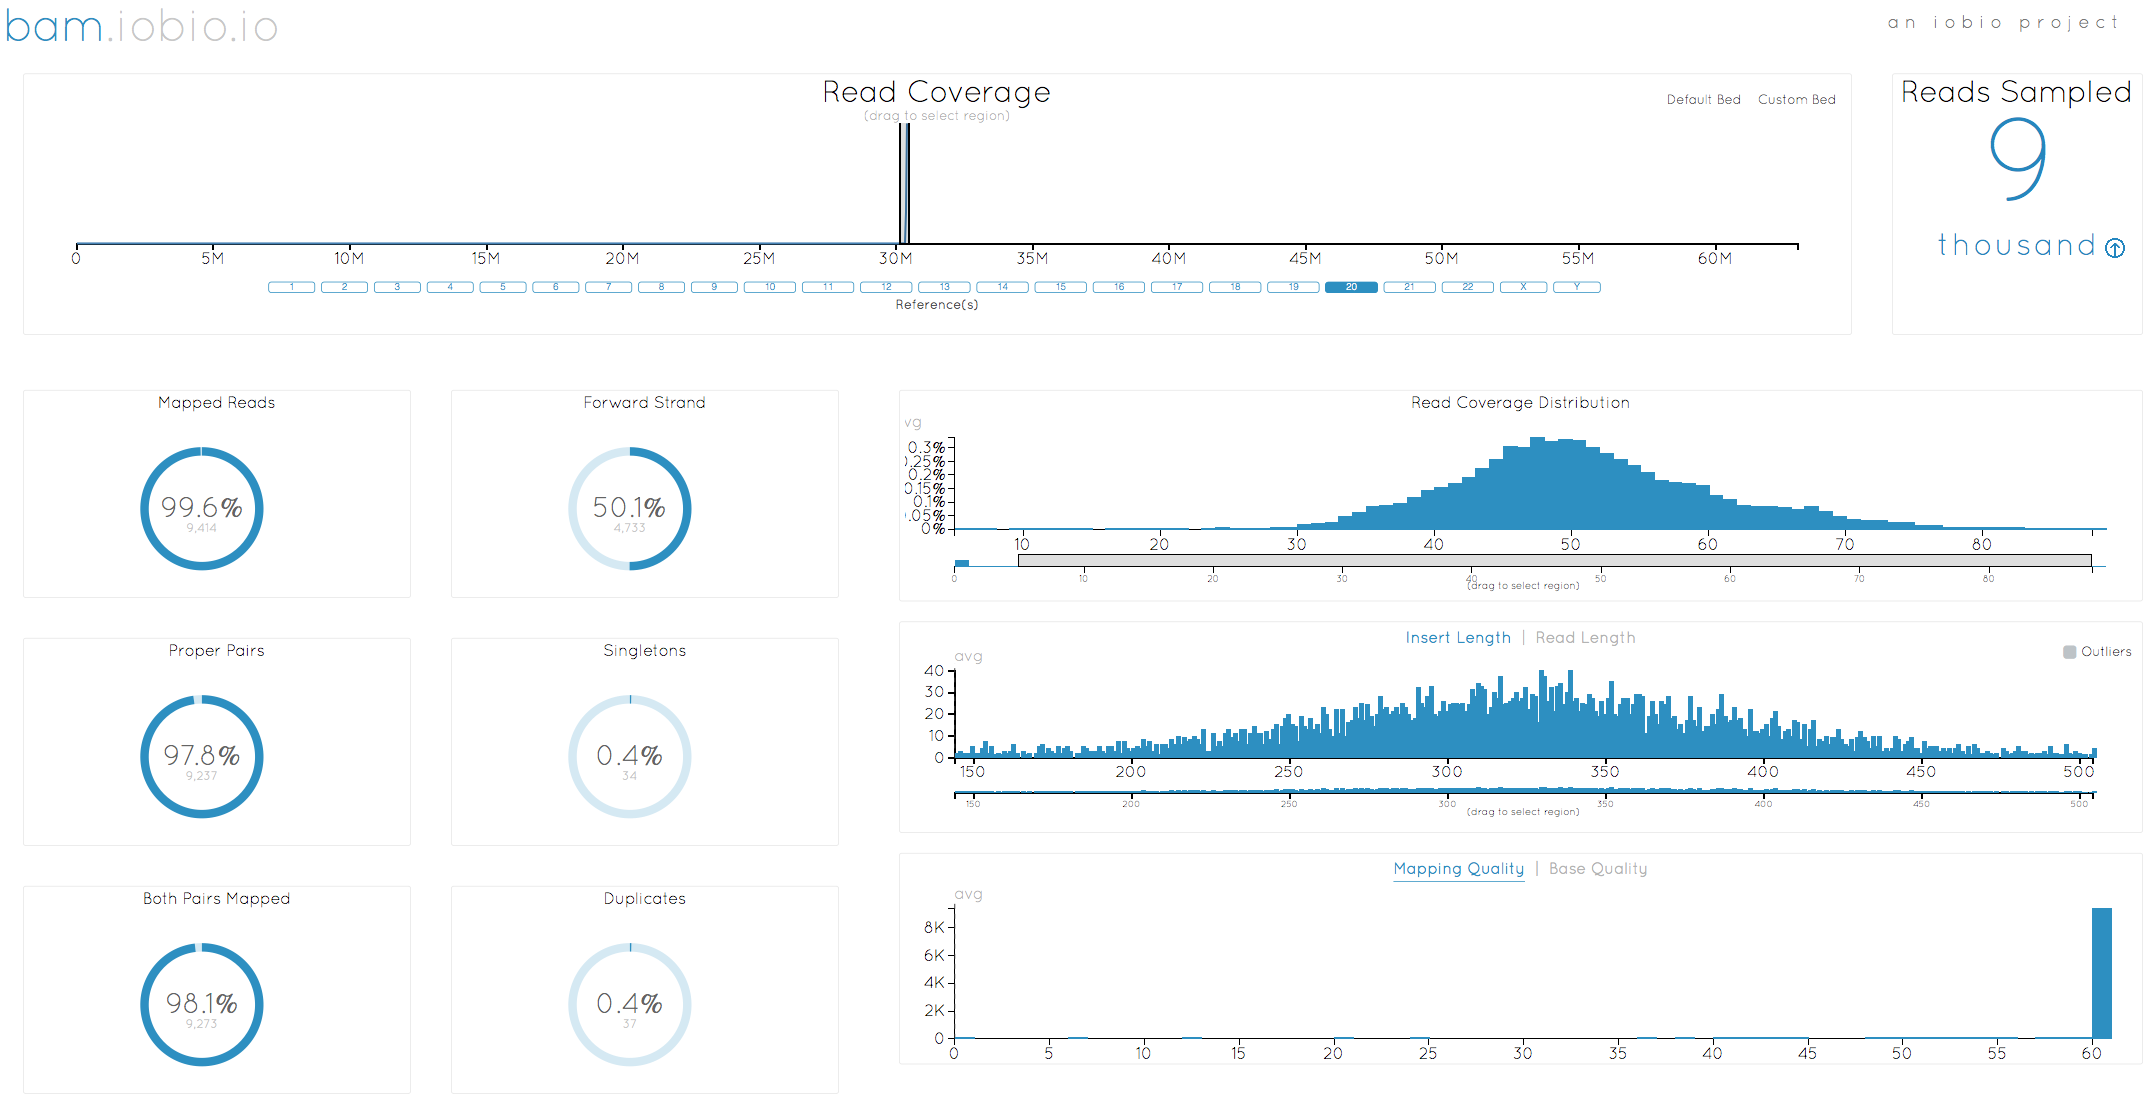 bam.iobio.io
an iobio project
Read Coverage
(drag to select region)
Default Bed Custom Bed
0 5M 10M 15M 20M 25M 30M 35M 40M 45M 50M 55M 60M
1 2 3 4 5 6 7 8 9 10 11 12 13 14 15 16 17 18 19 20 21 22 X Y
Reference(s)
Reads Sampled
9
thousand
Mapped Reads
99.6%
9,414
Forward Strand
50.1%
4,733
Proper Pairs
97.8%
9,237
Singletons
0.4%
34
Both Pairs Mapped
98.1%
9,273
Duplicates
0.4%
37
Read Coverage Distribution
vg
0.3%
0.25%
0.2%
0.15%
0.1%
0.05%
0%
10 20 30 40 50 60 70 80
0 10 20 30 40 50 60 70 80
(drag to select region)
Insert Length | Read Length
avg
Outliers
40
30
20
10
0
150 200 250 300 350 400 450 500
150 200 250 300 350 400 450 500
(drag to select region)
Mapping Quality | Base Quality
avg
8K
6K
4K
2K
0
0 5 10 15 20 25 30 35 40 45 50 55 60